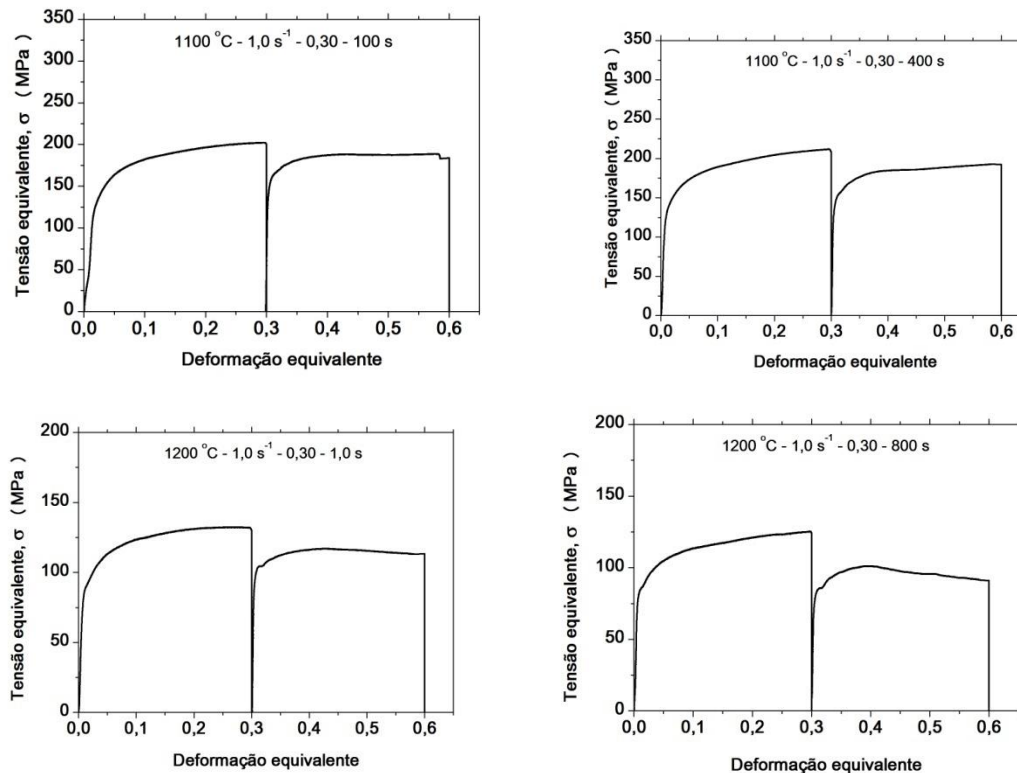 1100 °C - 1,0 s⁻¹ - 0,30 - 100 s
350
300
250
200
150
100
50
0
0,0 0,1 0,2 0,3 0,4 0,5 0,6
Tensão equivalente, σ ( MPa )
Deformação equivalente
1100 °C - 1,0 s⁻¹ - 0,30 - 400 s
350
300
250
200
150
100
50
0
0,0 0,1 0,2 0,3 0,4 0,5 0,6
Tensão equivalente, σ ( MPa )
Deformação equivalente
1200 °C - 1,0 s⁻¹ - 0,30 - 1,0 s
200
150
100
50
0
0,0 0,1 0,2 0,3 0,4 0,5 0,6
Tensão equivalente, σ ( MPa )
Deformação equivalente
1200 °C - 1,0 s⁻¹ - 0,30 - 800 s
200
150
100
50
0
0,0 0,1 0,2 0,3 0,4 0,5 0,6
Tensão equivalente, σ ( MPa )
Deformação equivalente